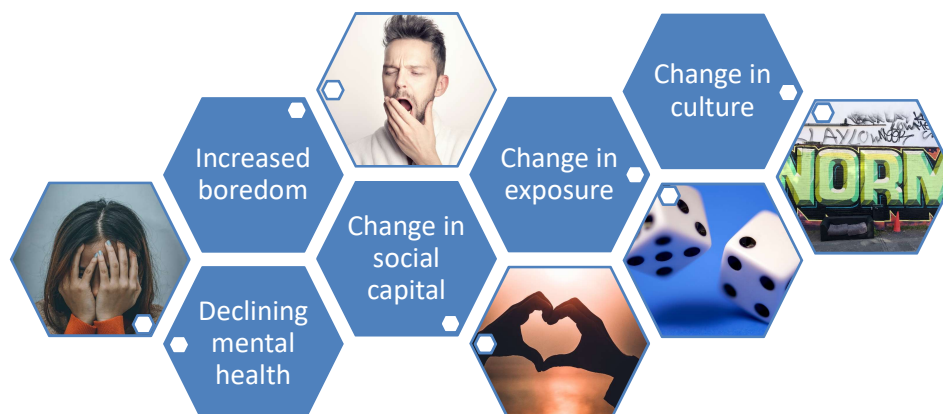 Increased
boredom
Declining
mental
health
Change in
social
capital
Change in
exposure
Change in
culture
NORM